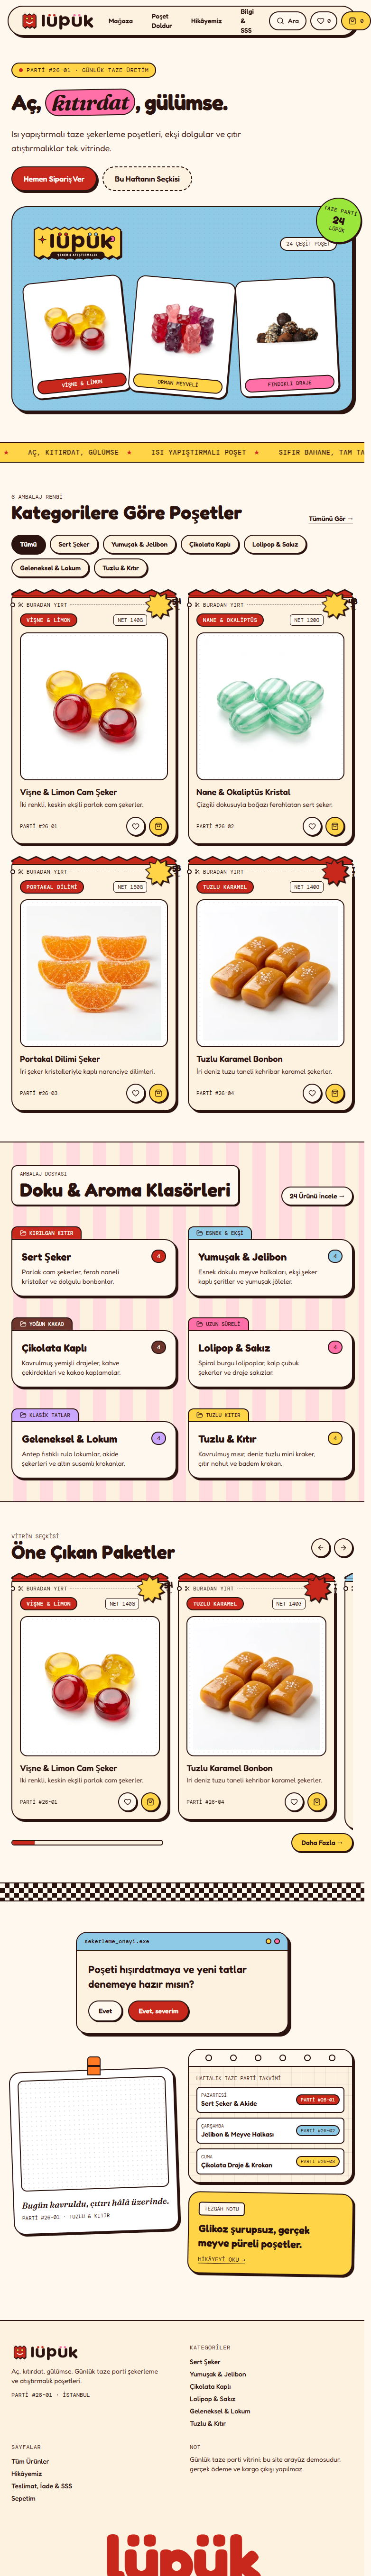 lüpük
Mağaza
Poşet
Doldur
Hikâyemiz
Bilgi
&
SSS
Ara
0
0
PARTİ #26-01 · GÜNLÜK TAZE ÜRETİM
Aç, kıtırdat, gülümse.
Isı yapıştırmalı taze şekerleme poşetleri, ekşi dolgular ve çıtır
atıştırmalıklar tek vitrinde.
Hemen Sipariş Ver
Bu Haftanın Seçkisi
TAZE PARTİ
24
LÜPÜK
lüpük
24 ÇEŞİT POŞET
VİŞNE & LİMON
ORMAN MEYVELİ
FINDIKLI DRAJE
AÇ, KITIRDAT, GÜLÜMSE
ISI YAPIŞTIRMALI POŞET
SIFIR BAHANE, TAM TA
6 AMBALAJ RENGİ
Kategorilere Göre Poşetler
Tümünü Gör →
Tümü
Sert Şeker
Yumuşak & Jelibon
Çikolata Kaplı
Lolipop & Sakız
Geleneksel & Lokum
Tuzlu & Kıtır
BURADAN YIRT
VİŞNE & LİMON
NET 140G
Vişne & Limon Cam Şeker
İki renkli, keskin ekşili parlak cam şekerler.
PARTİ #26-01
BURADAN YIRT
NANE & OKALİPTÜS
NET 120G
Nane & Okaliptüs Kristal
Çizgili dokusuyla boğazı ferahlatan sert şeker.
PARTİ #26-02
BURADAN YIRT
PORTAKAL DİLİMİ
NET 150G
Portakal Dilimi Şeker
İri şeker kristalleriyle kaplı narenciye dilimleri.
PARTİ #26-03
BURADAN YIRT
TUZLU KARAMEL
NET 140G
Tuzlu Karamel Bonbon
İri deniz tuzu taneli kehribar karamel şekerler.
PARTİ #26-04
AMBALAJ DOSYASI
Doku & Aroma Klasörleri
24 Ürünü İncele →
KIRILGAN KITIR
Sert Şeker
4
Parlak cam şekerler, ferah naneli
kristaller ve dolgulu bonbonlar.
ESNEK & EKŞİ
Yumuşak & Jelibon
4
Esnek dokulu meyve halkaları, ekşi şeker
kaplı şeritler ve yumuşak jöleler.
YOĞUN KAKAO
Çikolata Kaplı
4
Kavrulmuş yemişli drajeler, kahve
çekirdekleri ve kakao kaplamalar.
UZUN SÜRELİ
Lolipop & Sakız
4
Spiral burgu lolipoplar, kalp çubuk
şekerler ve draje sakızlar.
KLASİK TATLAR
Geleneksel & Lokum
4
Antep fıstıklı rulo lokumlar, akide
şekerleri ve altın susamlı krokanlar.
TUZLU KITIR
Tuzlu & Kıtır
4
Kavrulmuş mısır, deniz tuzlu mini kraker,
çıtır nohut ve badem krokan.
VİTRİN SEÇKİSİ
Öne Çıkan Paketler
BURADAN YIRT
VİŞNE & LİMON
NET 140G
Vişne & Limon Cam Şeker
İki renkli, keskin ekşili parlak cam şekerler.
PARTİ #26-01
BURADAN YIRT
TUZLU KARAMEL
NET 140G
Tuzlu Karamel Bonbon
İri deniz tuzu taneli kehribar karamel şekerler.
PARTİ #26-04
Daha Fazla →
sekerleme_onayi.exe
Poşeti hışırdatmaya ve yeni tatlar
denemeye hazır mısın?
Evet
Evet, severim
Bugün kavruldu, çıtırı hâlâ üzerinde.
PARTİ #26-01 · TUZLU & KITIR
HAFTALIK TAZE PARTİ TAKVİMİ
PAZARTESİ
Sert Şeker & Akide
PARTİ #26-01
ÇARŞAMBA
Jelibon & Meyve Halkası
PARTİ #26-02
CUMA
Çikolata Draje & Krokan
PARTİ #26-03
TEZGÂH NOTU
Glikoz şurupsuz, gerçek
meyve püreli poşetler.
HİKÂYEYİ OKU →
lüpük
Aç, kıtırdat, gülümse. Günlük taze parti şekerleme
ve atıştırmalık poşetleri.
PARTİ #26-01 · İSTANBUL
KATEGORİLER
Sert Şeker
Yumuşak & Jelibon
Çikolata Kaplı
Lolipop & Sakız
Geleneksel & Lokum
Tuzlu & Kıtır
SAYFALAR
Tüm Ürünler
Hikâyemiz
Teslimat, İade & SSS
Sepetim
NOT
Günlük taze parti vitrini; bu site arayüz demosudur,
gerçek ödeme ve kargo çıkışı yapılmaz.
lüpük